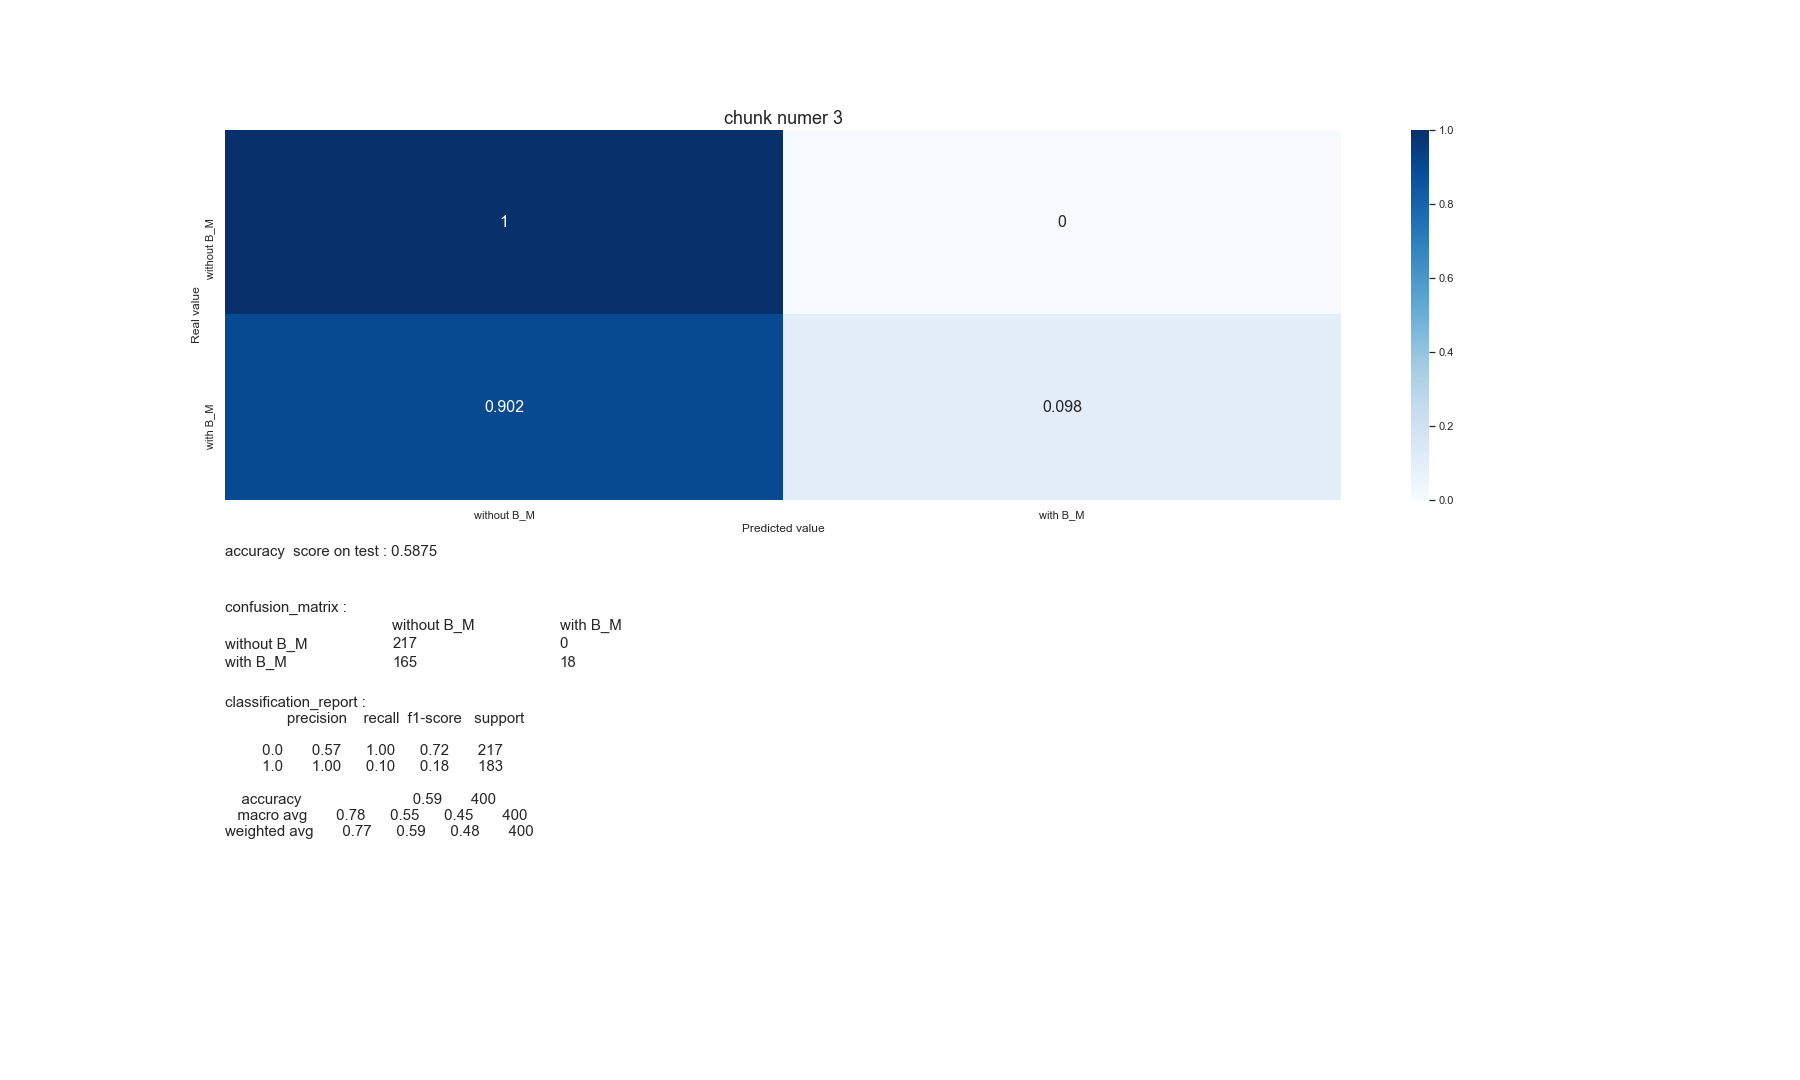 chunk numer 3
1.0
0.8
0.6
0.4
0.2
0.0
Real value
without B_M
with B_M
1 0
0.902 0.098
without B_M with B_M
Predicted value
accuracy  score on test : 0.5875
confusion_matrix :
without B_M with B_M
without B_M 217 0
with B_M 165 18
classification_report :
precision recall f1-score support
0.0 0.57 1.00 0.72 217
1.0 1.00 0.10 0.18 183
accuracy 0.59 400
macro avg 0.78 0.55 0.45 400
weighted avg 0.77 0.59 0.48 400